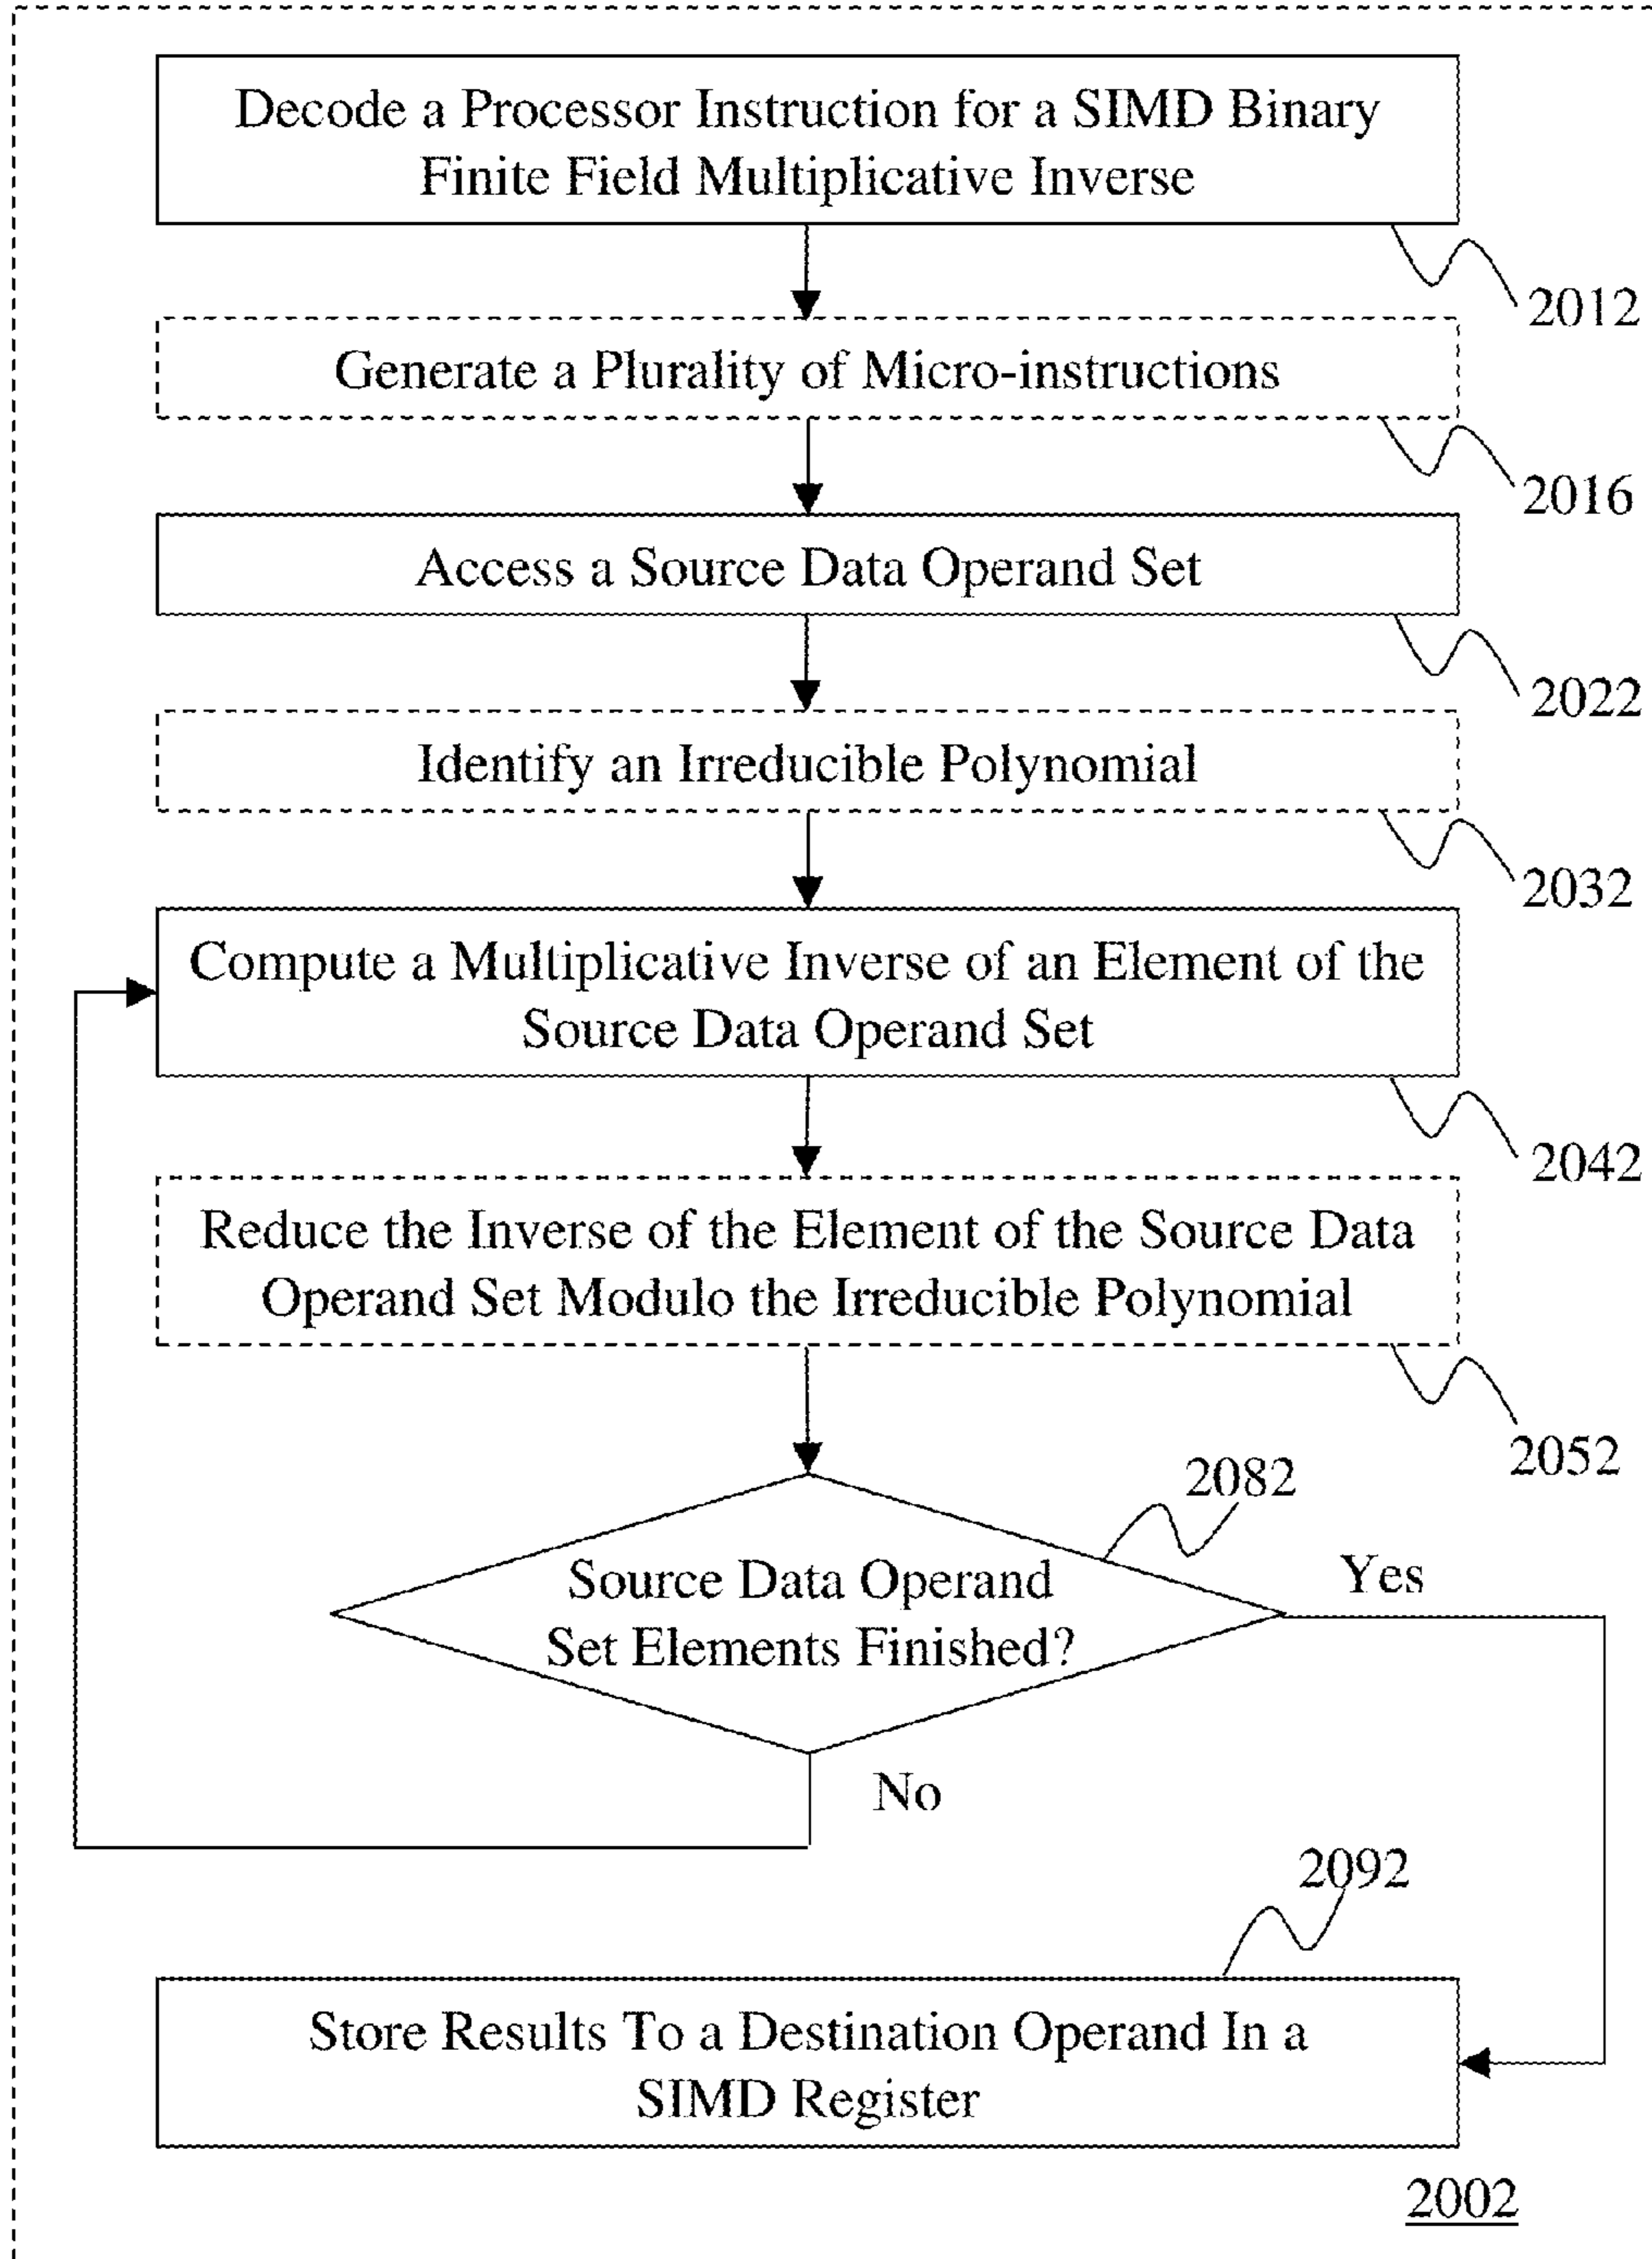 Decode a Processor Instruction for a SIMD Binary
Finite Field Multiplicative Inverse
2012
Generate a Plurality of Micro-instructions
2016
Access a Source Data Operand Set
2022
Identify an Irreducible Polynomial
2032
Compute a Multiplicative Inverse of an Element of the
Source Data Operand Set
2042
Reduce the Inverse of the Element of the Source Data
Operand Set Modulo the Irreducible Polynomial
2052
2082
Source Data Operand
Set Elements Finished?
Yes
No
2092
Store Results To a Destination Operand In a
SIMD Register
2002